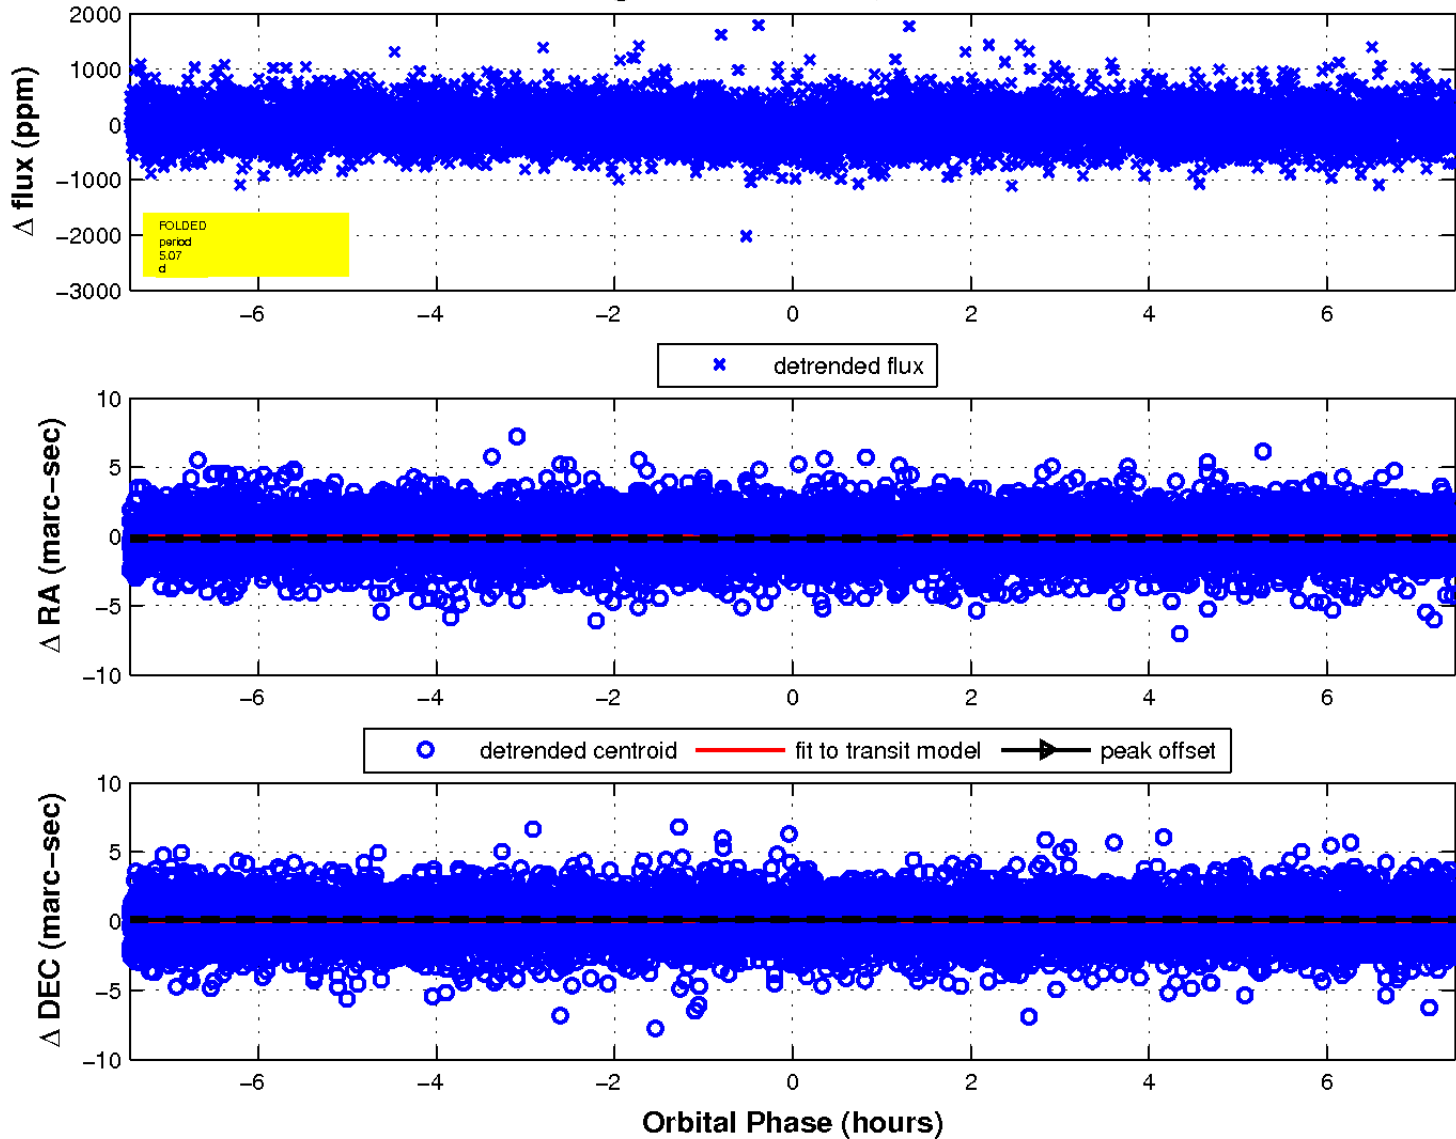 2000
1000
0
−1000
−2000
−3000
Δ flux (ppm)
FOLDED
period
5.07
d
−6 −4 −2 0 2 4 6
detrended flux
10
5
0
−5
−10
Δ RA (marc−sec)
−6 −4 −2 0 2 4 6
detrended centroid fit to transit model peak offset
10
5
0
−5
−10
Δ DEC (marc−sec)
−6 −4 −2 0 2 4 6
Orbital Phase (hours)